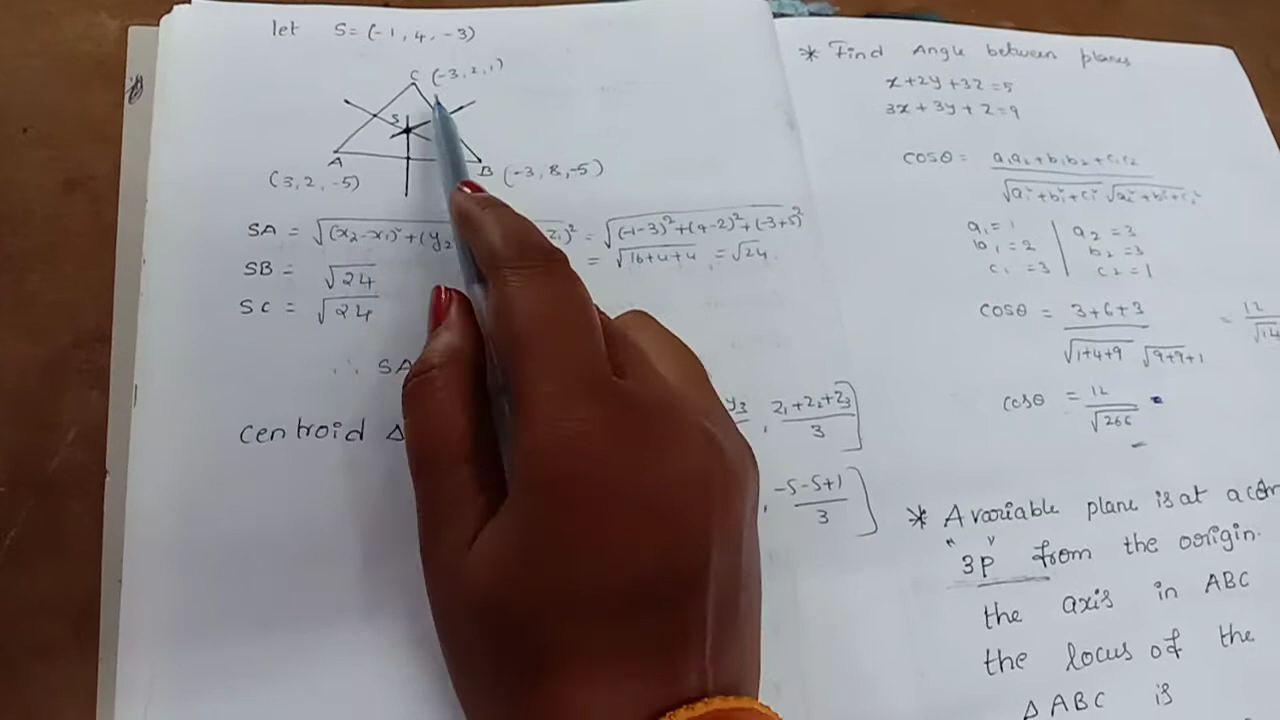 let S = (-1, 4, -3)
C (-3, 2, 1)
S
A
B (-3, 8, -5)
(3, 2, -5)
SA = √(x₂-x₁)²+(y₂ z₁)² = √(-1-3)²+(4-2)²+(-3+5)²
= √16+4+4 = √24
SB = √24
SC = √24
∴ SA
centroid Δ
y₃ , z₁+z₂+z₃ / 3 ]
, -5-5+1 / 3 ]
* Find Angle between planes
x+2y+3z=5
3x+3y+z=9
cosθ = a₁a₂+b₁b₂+c₁c₂ / √a₁²+b₁²+c₁² √a₂²+b₂²+c₂²
a₁=1 | a₂=3
b₁=2 | b₂=3
c₁=3 | c₂=1
cosθ = 3+6+3 / √1+4+9 √9+9+1 = 12 / √14
cosθ = 12 / √266
* A variable plane is at a con
"3p" from the origin.
the axis in ABC
the locus of the
Δ ABC is